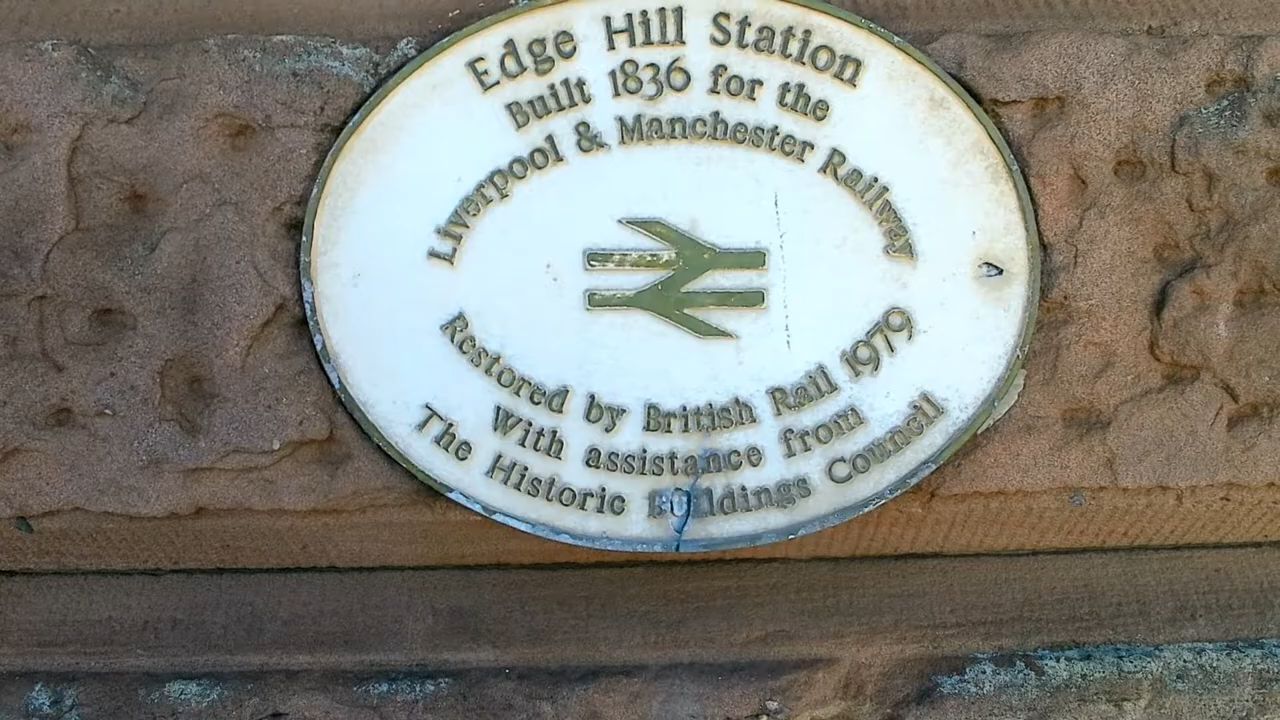 Edge Hill Station
Built 1836 for the
Liverpool & Manchester Railway
Restored by British Rail 1979
With assistance from
The Historic Buildings Council